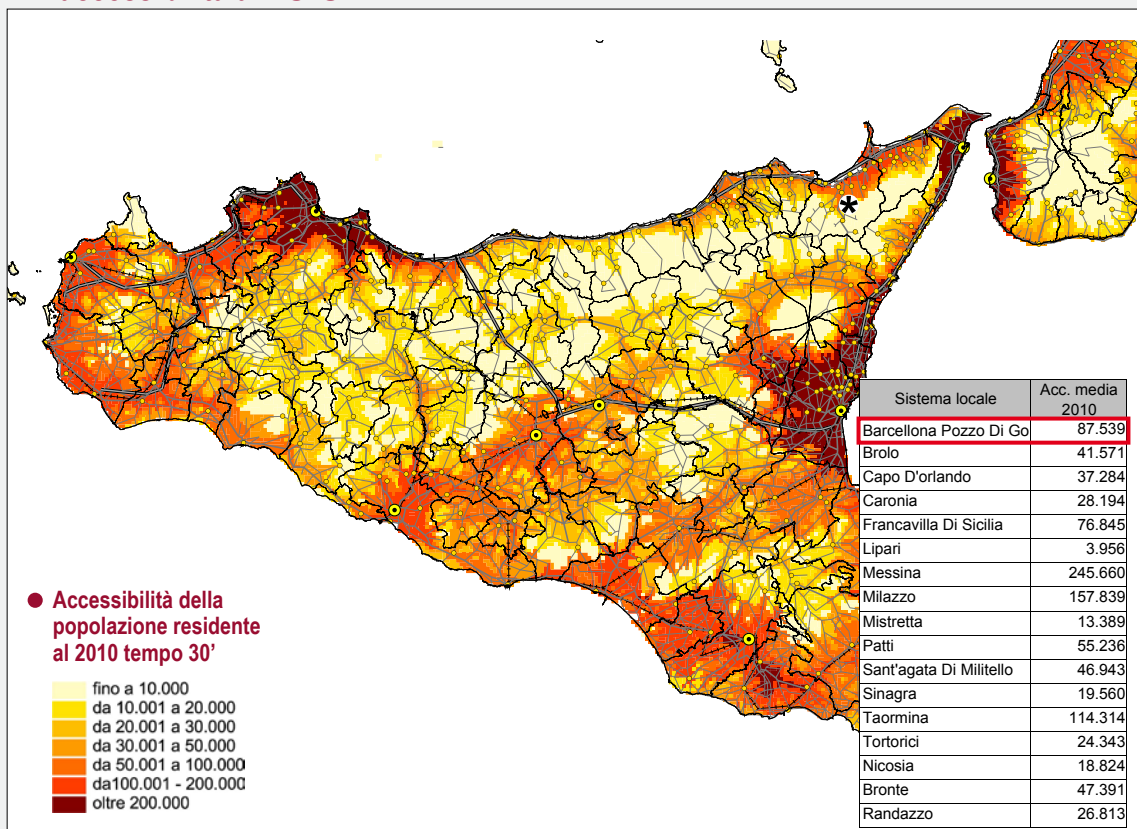 ● Accessibilità della
popolazione residente
al 2010 tempo 30’
fino a 10.000
da 10.001 a 20.000
da 20.001 a 30.000
da 30.001 a 50.000
da 50.001 a 100.000
da100.001 - 200.000
oltre 200.000
Sistema locale Acc. media 2010
Barcellona Pozzo Di Go 87.539
Brolo 41.571
Capo D'orlando 37.284
Caronia 28.194
Francavilla Di Sicilia 76.845
Lipari 3.956
Messina 245.660
Milazzo 157.839
Mistretta 13.389
Patti 55.236
Sant'agata Di Militello 46.943
Sinagra 19.560
Taormina 114.314
Tortorici 24.343
Nicosia 18.824
Bronte 47.391
Randazzo 26.813